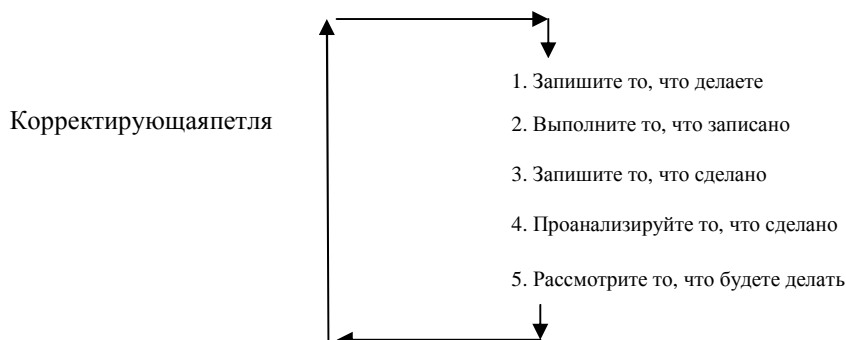 1. Запишите то, что делаете
Корректирующаяпетля
2. Выполните то, что записано
3. Запишите то, что сделано
4. Проанализируйте то, что сделано
5. Рассмотрите то, что будете делать